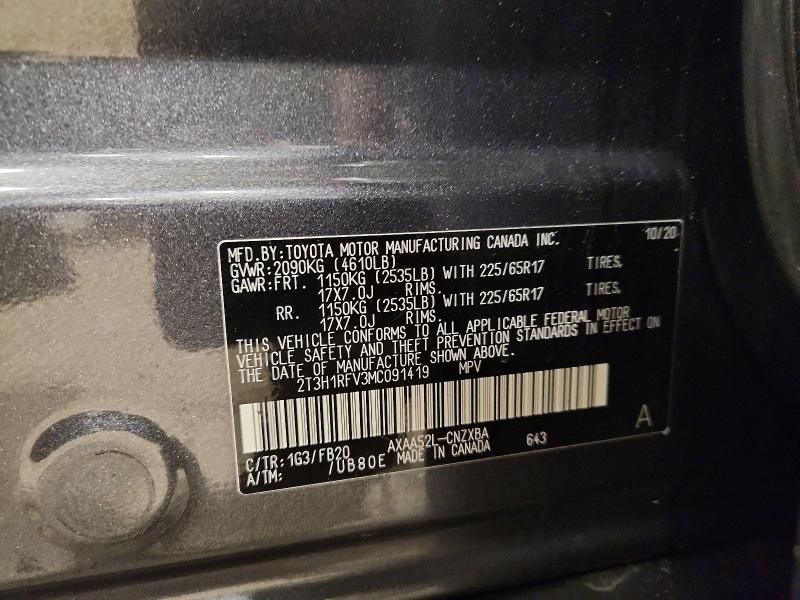 MFD.BY:TOYOTA MOTOR MANUFACTURING CANADA INC. 10/20
GVWR:2090KG (4610LB)
GAWR:FRT. 1150KG (2535LB) WITH 225/65R17 TIRES,
17X7.0J RIMS.
RR. 1150KG (2535LB) WITH 225/65R17 TIRES,
17X7.0J RIMS.
THIS VEHICLE CONFORMS TO ALL APPLICABLE FEDERAL MOTOR
VEHICLE SAFETY AND THEFT PREVENTION STANDARDS IN EFFECT ON
THE DATE OF MANUFACTURE SHOWN ABOVE.
2T3H1RFV3MC091419 MPV
A
C/TR:1G3/FB20 AXAA52L-CNZXBA 643
A/TM: /UB80E MADE IN CANADA